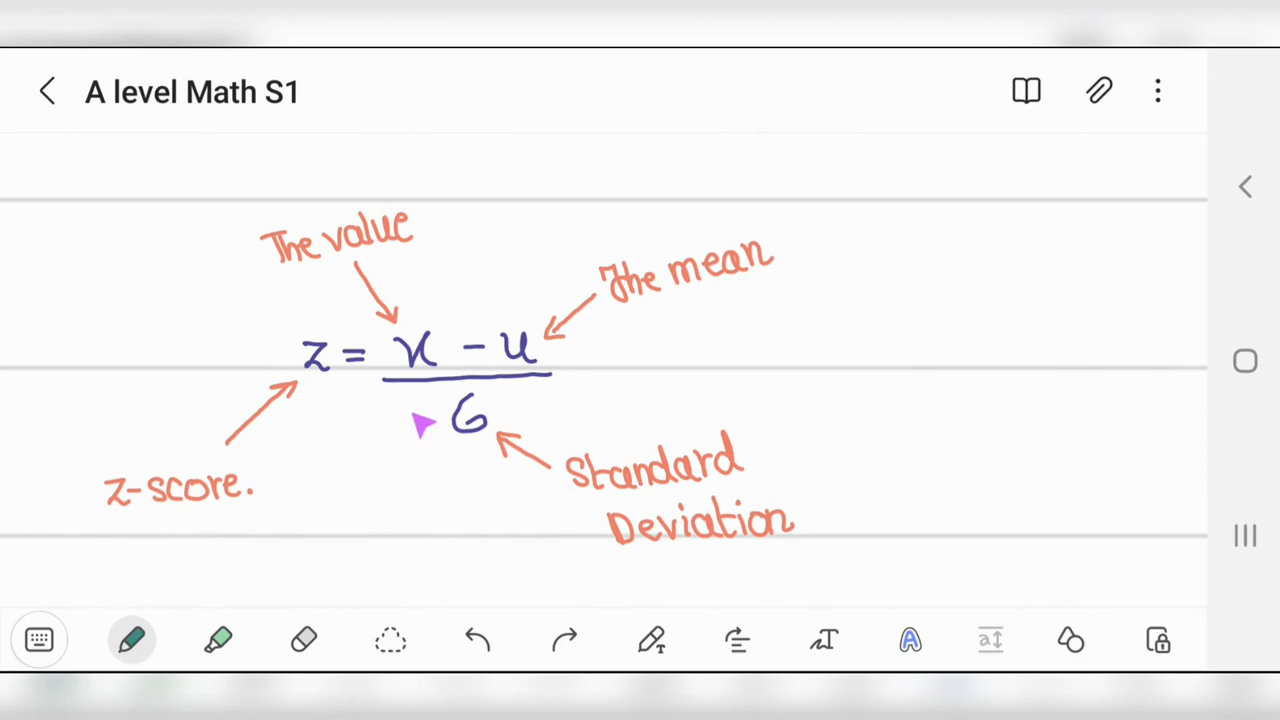 A level Math S1
The value
The mean
z = x - u
6
z-score.
Standard
Deviation